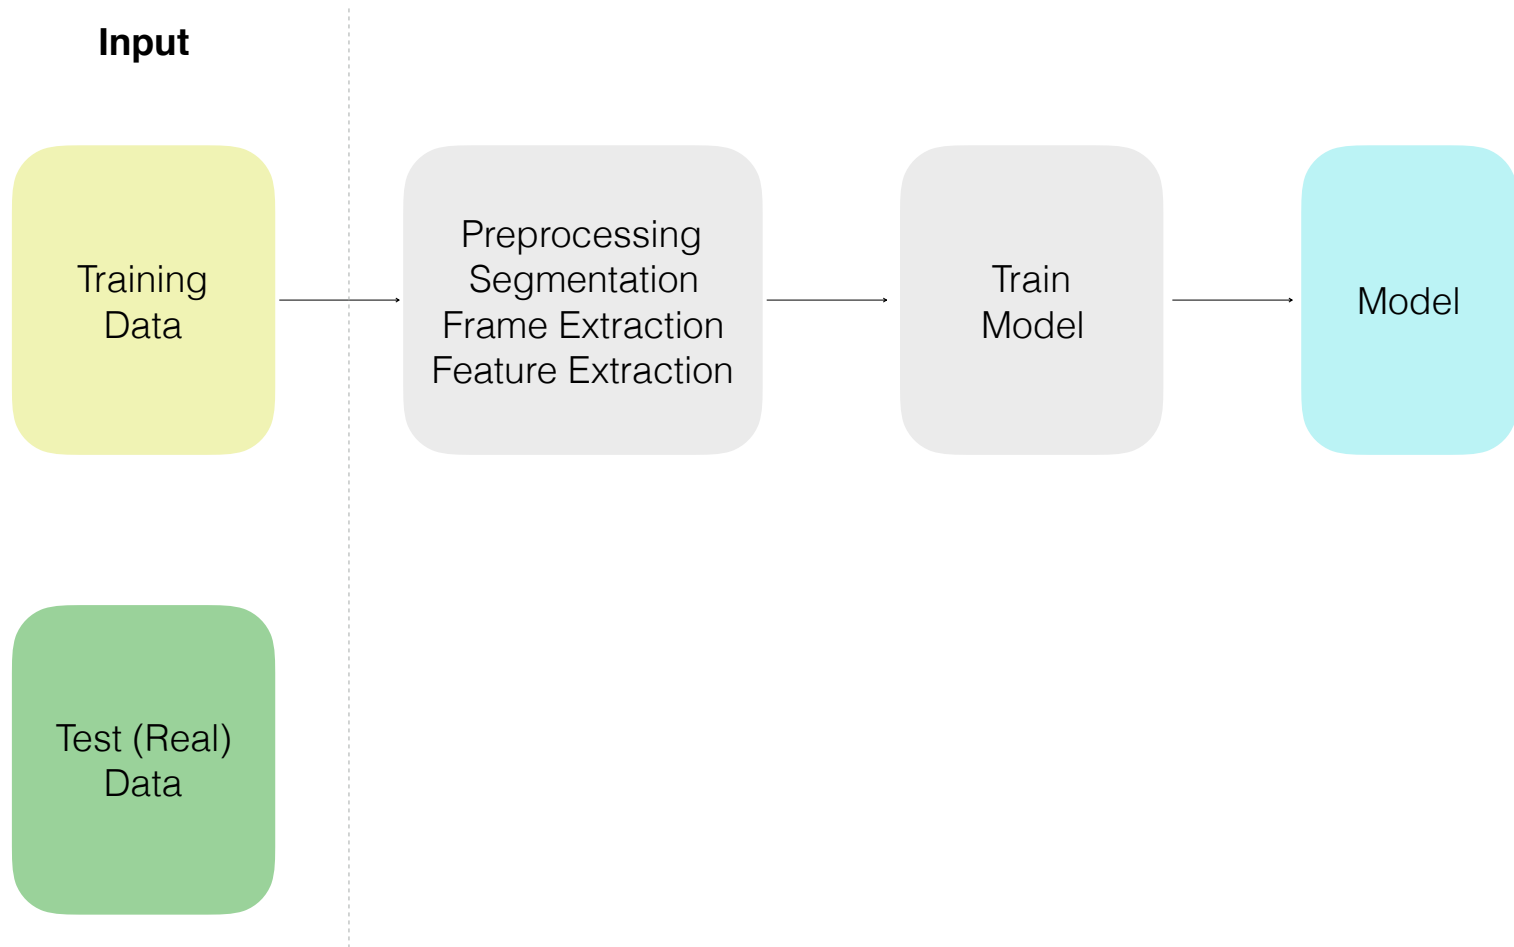 Input
Training
Data
Preprocessing
Segmentation
Frame Extraction
Feature Extraction
Train
Model
Model
Test (Real)
Data